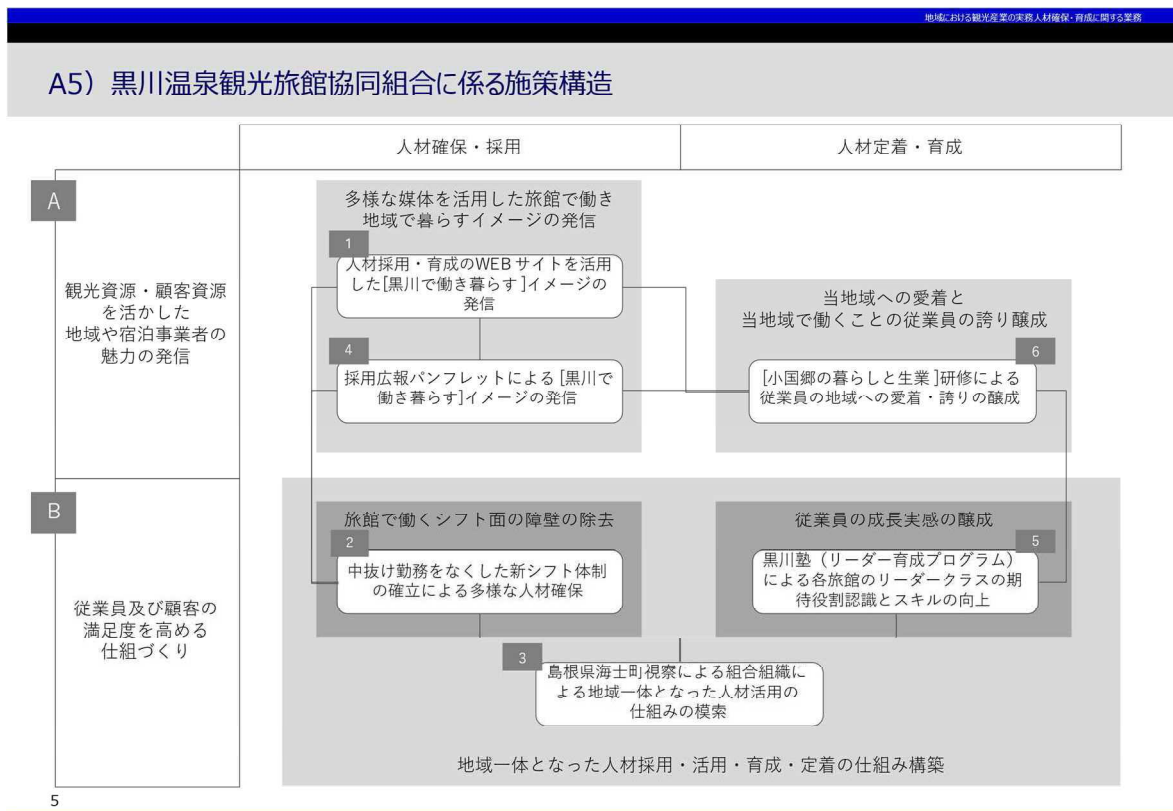 地域における観光産業の実務人材確保・育成に関する業務
A5）黒川温泉観光旅館協同組合に係る施策構造
人材確保・採用
人材定着・育成
A
観光資源・顧客資源
を活かした
地域や宿泊事業者の
魅力の発信
多様な媒体を活用した旅館で働き
地域で暮らすイメージの発信
1
人材採用・育成のWEBサイトを活用
した[黒川で働き暮らす]イメージの
発信
4
採用広報パンフレットによる[黒川で
働き暮らす]イメージの発信
当地域への愛着と
当地域で働くことの従業員の誇り醸成
6
[小国郷の暮らしと生業]研修による
従業員の地域への愛着・誇りの醸成
B
従業員及び顧客の
満足度を高める
仕組づくり
旅館で働くシフト面の障壁の除去
2
中抜け勤務をなくした新シフト体制
の確立による多様な人材確保
従業員の成長実感の醸成
5
黒川塾（リーダー育成プログラム）
による各旅館のリーダークラスの期
待役割認識とスキルの向上
3
島根県海士町視察による組合組織に
よる地域一体となった人材活用の
仕組みの模索
地域一体となった人材採用・活用・育成・定着の仕組み構築
5